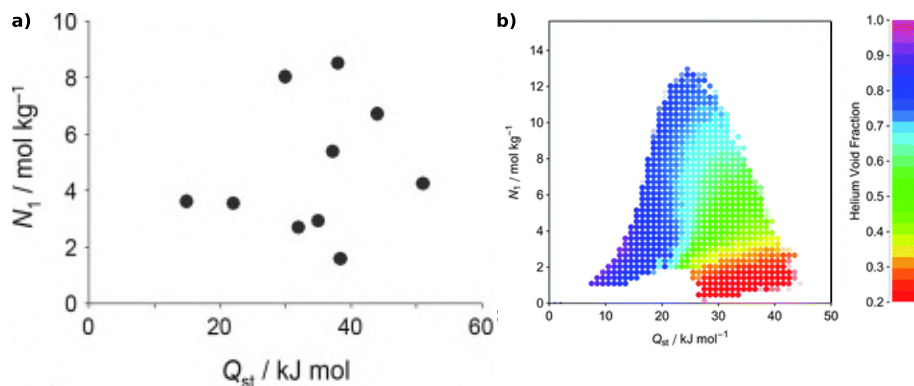 a)
10
8
6
4
2
0
N1 / mol kg⁻¹
0 20 40 60
Qst / kJ mol
b)
14
12
10
8
6
4
2
0
N1 / mol kg⁻¹
0 10 20 30 40 50
Qst / kJ mol⁻¹
Helium Void Fraction
1.0
0.9
0.8
0.7
0.6
0.5
0.4
0.3
0.2